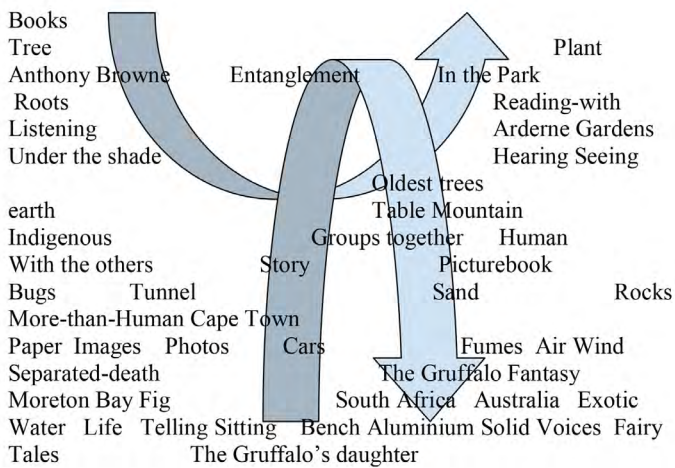 Books
Tree Plant
Anthony Browne Entanglement In the Park
Roots Reading-with
Listening Arderne Gardens
Under the shade Hearing Seeing
Oldest trees
earth Table Mountain
Indigenous Groups together Human
With the others Story Picturebook
Bugs Tunnel Sand Rocks
More-than-Human Cape Town
Paper Images Photos Cars Fumes Air Wind
Separated-death The Gruffalo Fantasy
Moreton Bay Fig South Africa Australia Exotic
Water Life Telling Sitting Bench Aluminium Solid Voices Fairy
Tales The Gruffalo’s daughter